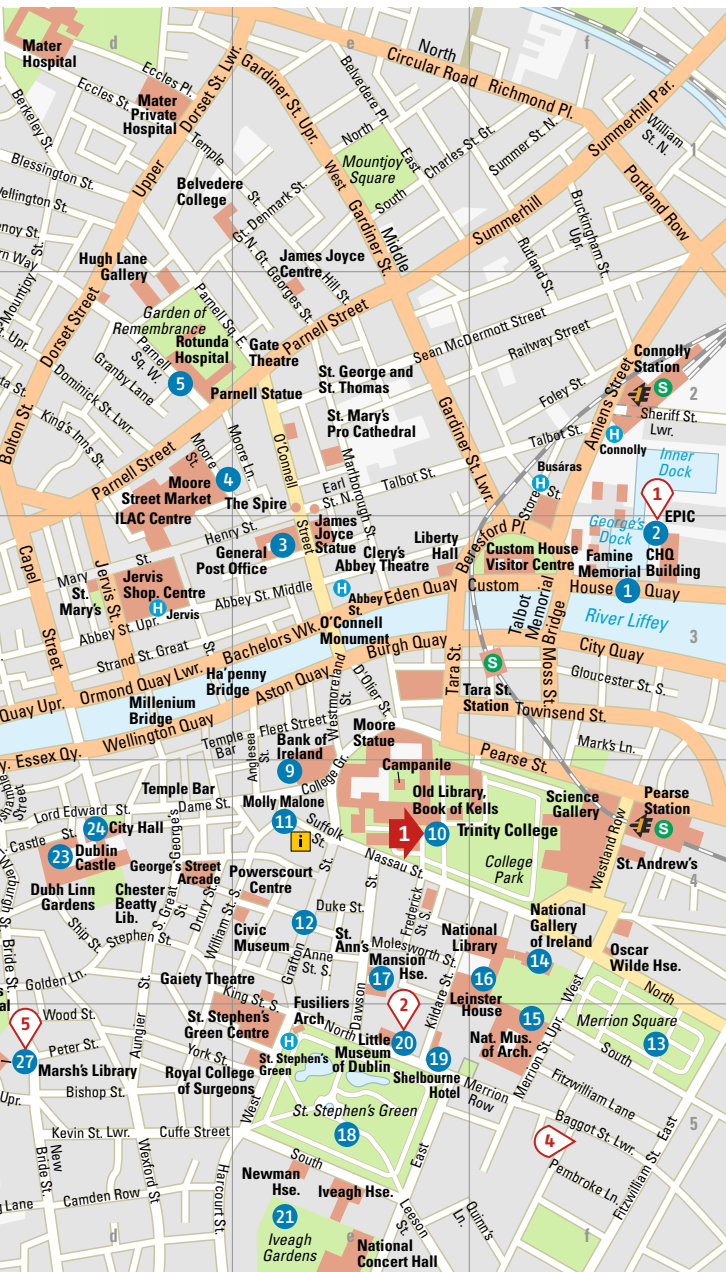 Mater
Hospital
d
e
f
North
Circular Road
Richmond Pl.
Eccles Pl.
Eccles St.
Mater
Private
Hospital
Berkeley St.
Dorset St. Lwr.
Gardiner St. Upr.
Belvedere Pl.
Summerhill Par.
William
St. N.
1
Blessington St.
Upper
Temple
St
North
East
Mountjoy
Square
West
South
Charles St. Gt.
Summer St. N.
Portland Row
Belvedere
College
Gt. Denmark St.
Gardiner St.
Middle
Summerhill
Buckingham St.
Upr.
Rutland St.
Hugh Lane
Gallery
N. Gt. Georges St.
James Joyce
Centre
Hill St.
Mountjoy
St.
Dorset Street
Garden of
Remembrance
Parnell Sq. E.
Parnell Street
Rotunda
Hospital
Gate
Theatre
Sean McDermott Street
Railway Street
Connolly
Station
S
2
Parnell
Sq. W.
Granby Lane
5
Parnell Statue
St. George and
St. Thomas
Foley St.
Amiens Street
Sheriff St.
Lwr.
Dominick St. Lwr.
King's Inns St.
Bolton St.
St. Mary's
Pro Cathedral
Gardiner St. Lwr.
Talbot St.
H
Connolly
Inner
Dock
Parnell Street
Moore
St.
Moore Ln.
O'Connell
Street
Marlborough St.
Busáras
H
Store St.
Moore
Street Market
4
Earl
St. N.
Talbot St.
1
EPIC
ILAC Centre
The Spire
Henry St.
James
Joyce
Statue
Beresford Pl.
George's
Dock
2
General
Post Office
3
Clery's
Abbey Theatre
Liberty
Hall
Custom House
Visitor Centre
Famine
Memorial
CHQ
Building
Capel
Street
Mary
St.
St.
Mary's
Jervis St.
Jervis
Shop. Centre
H
Jervis
Abbey St. Middle
Abbey St. Upr.
H
Abbey
St.
Eden Quay
Custom
House
1
Quay
River Liffey
Talbot
Memorial
Bridge
3
Strand St. Great
Bachelors Wk.
O'Connell
Monument
Burgh Quay
City Quay
Ormond Quay Lwr.
Ha'penny
Bridge
Aston Quay
Westmoreland
St.
D'Olier St.
Tara St.
S
Moss St.
Gloucester St. S.
Quay Upr.
Millenium
Bridge
Tara St.
Station
Townsend St.
Essex Qy.
Wellington Quay
Temple
Bar
Fleet Street
Anglesea
St.
Bank of
Ireland
9
College Gr.
Moore
Statue
Campanile
Pearse St.
Mark's Ln.
Temple Bar
Old Library,
Book of Kells
Science
Gallery
Pearse
Station
S
Lord Edward St.
Dame St.
Molly Malone
11
Suffolk
St.
i
1
10
Trinity College
24
City Hall
Castle
St.
23
Dublin
Castle
George's
George's Street
Arcade
Nassau St.
College
Park
Westland Row
St. Andrew's
4
Werburgh St.
Dubh Linn
Gardens
Chester
Beatty
Lib.
S. Great
St.
Drury St.
William St. S.
Powerscourt
Centre
St.
Duke St.
12
Frederick
St. S.
National
Gallery
of Ireland
14
Ship St.
Stephen St.
Civic
Museum
Grafton
Anne
St. S.
St.
Ann's
Dawson
St.
Molesworth St.
National
Library
Oscar
Wilde Hse.
Bride St.
Golden Ln.
Gaiety Theatre
Mansion
Hse.
17
16
Leinster
House
North
West
Merrion Square
Wood St.
King St. S.
St. Stephen's
Green Centre
Fusiliers
Arch
North
2
Kildare St.
15
Nat. Mus.
of Arch.
Merrion St. Upr.
13
South
5
27
Marsh's Library
Peter St.
Aungier
St.
York St.
H
St. Stephen's
Green
Little
Museum
of Dublin
20
19
Shelbourne
Hotel
Merrion
Row
Fitzwilliam Lane
Upr.
Bishop St.
Royal College
of Surgeons
West
St. Stephen's Green
18
East
Baggot St. Lwr.
4
Pembroke Ln.
Fitzwilliam St.
East
5
Kevin St. Lwr.
Cuffe Street
New
Bride St.
Wexford St.
Harcourt St.
South
Newman
Hse.
Iveagh Hse.
Leeson
St.
Quinn's
Ln.
Lane
Camden Row
21
Iveagh
Gardens
National
Concert Hall
d
e
f